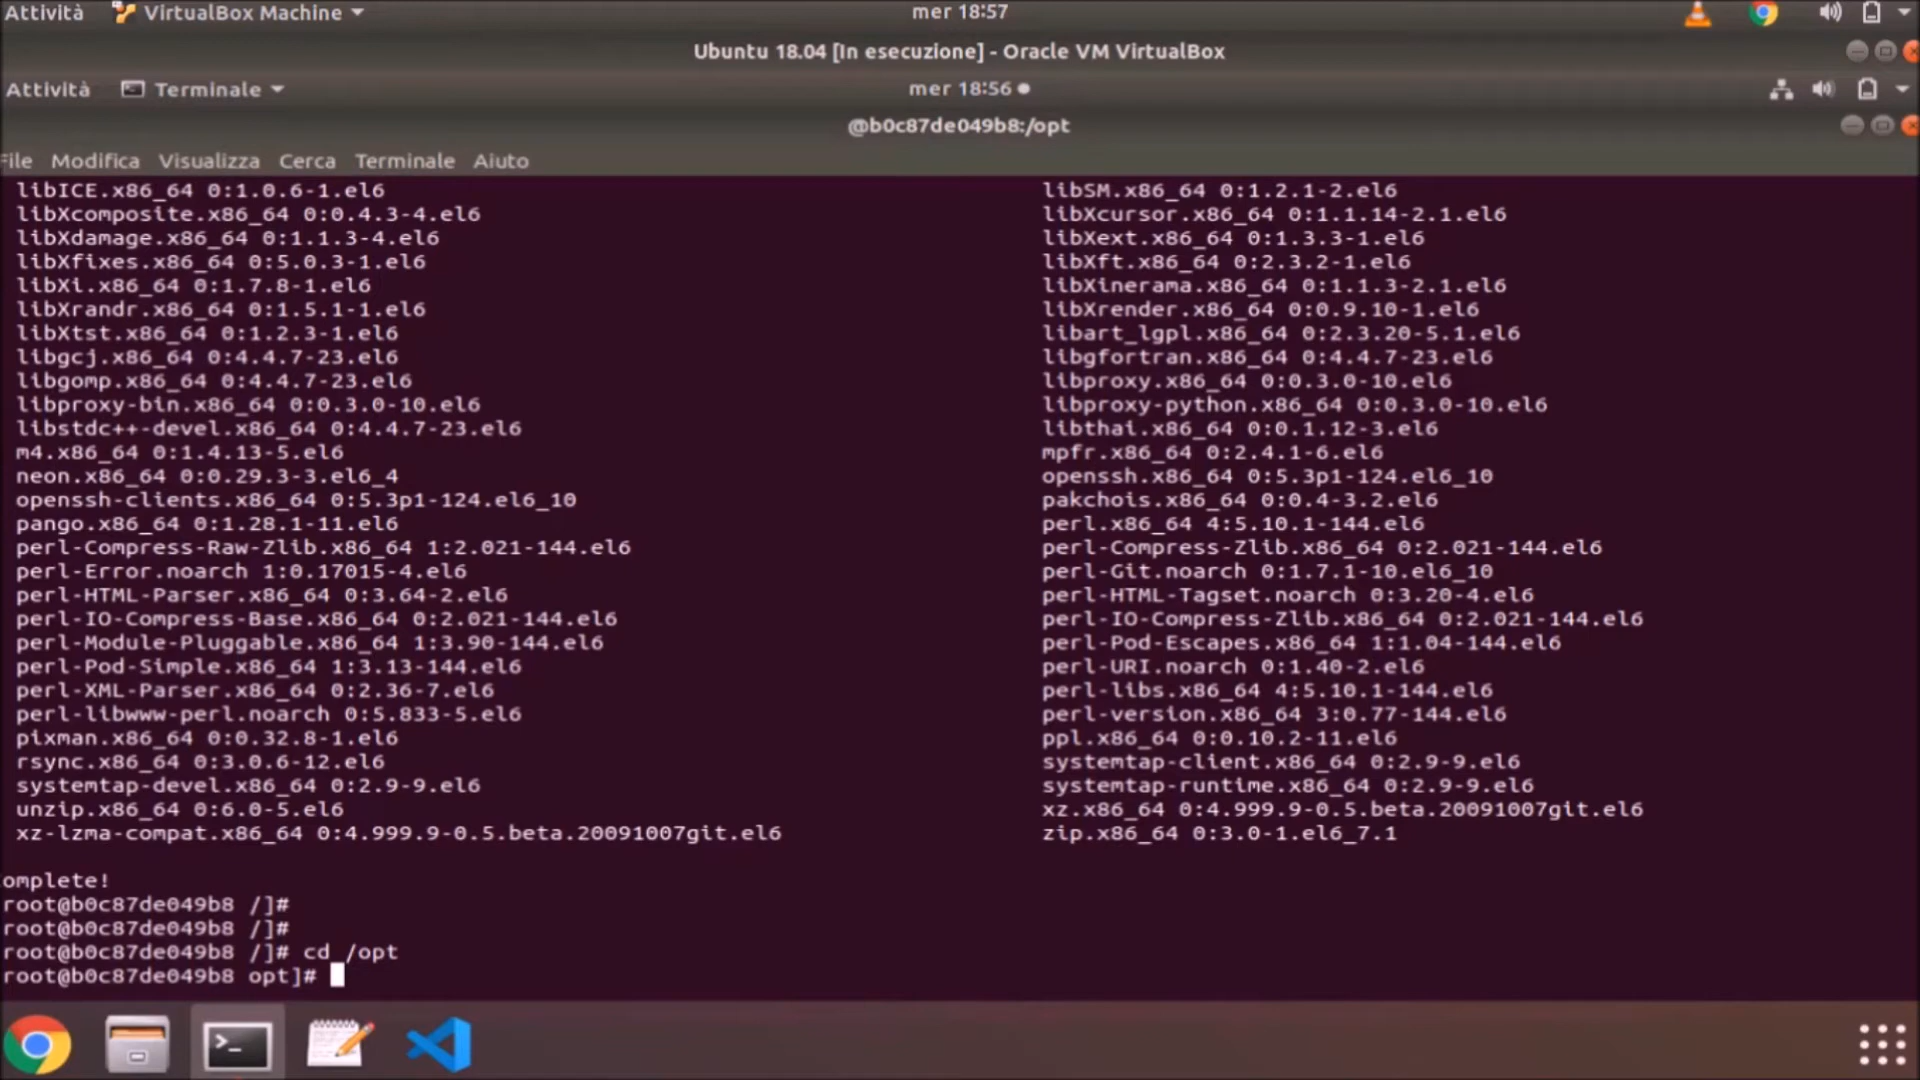 Attività VirtualBox Machine mer 18:57
Ubuntu 18.04 [In esecuzione] - Oracle VM VirtualBox
Attività Terminale mer 18:56
@b0c87de049b8:/opt
File Modifica Visualizza Cerca Terminale Aiuto
libICE.x86_64 0:1.0.6-1.el6 libSM.x86_64 0:1.2.1-2.el6
libXcomposite.x86_64 0:0.4.3-4.el6 libXcursor.x86_64 0:1.1.14-2.1.el6
libXdamage.x86_64 0:1.1.3-4.el6 libXext.x86_64 0:1.3.3-1.el6
libXfixes.x86_64 0:5.0.3-1.el6 libXft.x86_64 0:2.3.2-1.el6
libXi.x86_64 0:1.7.8-1.el6 libXinerama.x86_64 0:1.1.3-2.1.el6
libXrandr.x86_64 0:1.5.1-1.el6 libXrender.x86_64 0:0.9.10-1.el6
libXtst.x86_64 0:1.2.3-1.el6 libart_lgpl.x86_64 0:2.3.20-5.1.el6
libgcj.x86_64 0:4.4.7-23.el6 libgfortran.x86_64 0:4.4.7-23.el6
libgomp.x86_64 0:4.4.7-23.el6 libproxy.x86_64 0:0.3.0-10.el6
libproxy-bin.x86_64 0:0.3.0-10.el6 libproxy-python.x86_64 0:0.3.0-10.el6
libstdc++-devel.x86_64 0:4.4.7-23.el6 libthai.x86_64 0:0.1.12-3.el6
m4.x86_64 0:1.4.13-5.el6 mpfr.x86_64 0:2.4.1-6.el6
neon.x86_64 0:0.29.3-3.el6_4 openssh.x86_64 0:5.3p1-124.el6_10
openssh-clients.x86_64 0:5.3p1-124.el6_10 pakchois.x86_64 0:0.4-3.2.el6
pango.x86_64 0:1.28.1-11.el6 perl.x86_64 4:5.10.1-144.el6
perl-Compress-Raw-Zlib.x86_64 1:2.021-144.el6 perl-Compress-Zlib.x86_64 0:2.021-144.el6
perl-Error.noarch 1:0.17015-4.el6 perl-Git.noarch 0:1.7.1-10.el6_10
perl-HTML-Parser.x86_64 0:3.64-2.el6 perl-HTML-Tagset.noarch 0:3.20-4.el6
perl-IO-Compress-Base.x86_64 0:2.021-144.el6 perl-IO-Compress-Zlib.x86_64 0:2.021-144.el6
perl-Module-Pluggable.x86_64 1:3.90-144.el6 perl-Pod-Escapes.x86_64 1:1.04-144.el6
perl-Pod-Simple.x86_64 1:3.13-144.el6 perl-URI.noarch 0:1.40-2.el6
perl-XML-Parser.x86_64 0:2.36-7.el6 perl-libs.x86_64 4:5.10.1-144.el6
perl-libwww-perl.noarch 0:5.833-5.el6 perl-version.x86_64 3:0.77-144.el6
pixman.x86_64 0:0.32.8-1.el6 ppl.x86_64 0:0.10.2-11.el6
rsync.x86_64 0:3.0.6-12.el6 systemtap-client.x86_64 0:2.9-9.el6
systemtap-devel.x86_64 0:2.9-9.el6 systemtap-runtime.x86_64 0:2.9-9.el6
unzip.x86_64 0:6.0-5.el6 xz.x86_64 0:4.999.9-0.5.beta.20091007git.el6
xz-lzma-compat.x86_64 0:4.999.9-0.5.beta.20091007git.el6 zip.x86_64 0:3.0-1.el6_7.1
omplete!
root@b0c87de049b8 /]#
root@b0c87de049b8 /]#
root@b0c87de049b8 /]# cd /opt
root@b0c87de049b8 opt]#